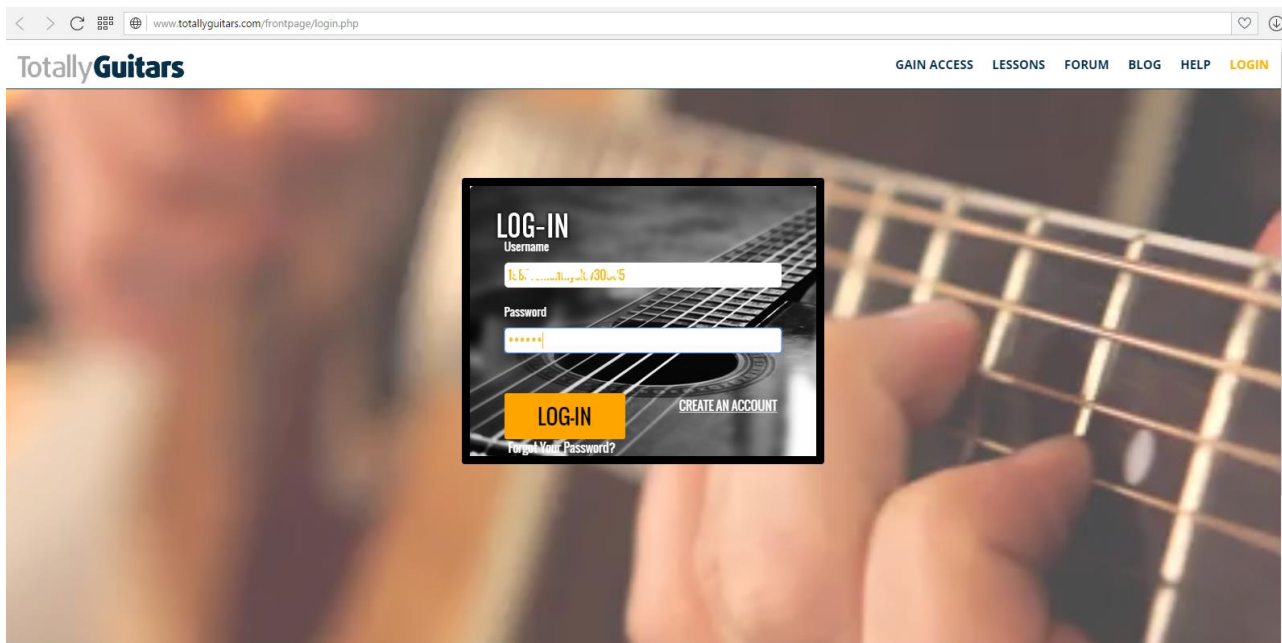 www.totallyguitars.com/frontpage/login.php
TotallyGuitars
GAIN ACCESS LESSONS FORUM BLOG HELP LOGIN
LOG-IN
Username
Password
******
LOG-IN
CREATE AN ACCOUNT
Forgot Your Password?